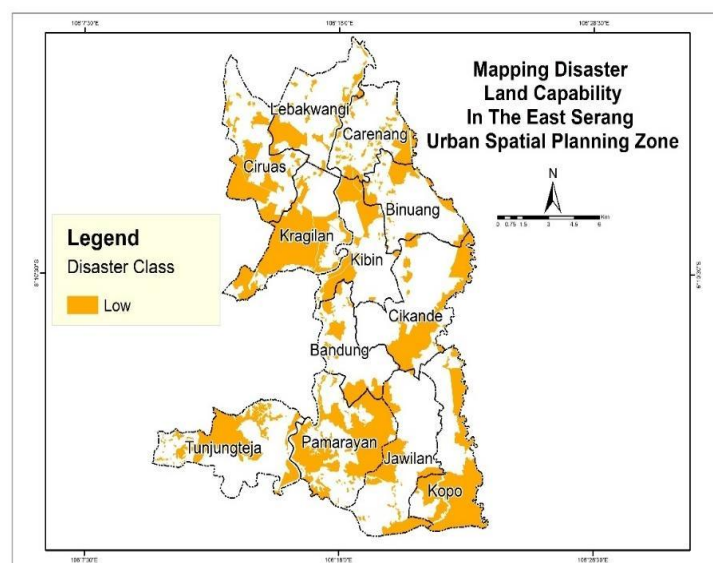 Mapping Disaster
Land Capability
In The East Serang
Urban Spatial Planning Zone
N
Lebakwangi
Carenang
Ciruas
Binuang
Kragilan
Kibin
Cikande
Bandung
Tunjungteja
Pamarayan
Jawilan
Kopo
Legend
Disaster Class
Low